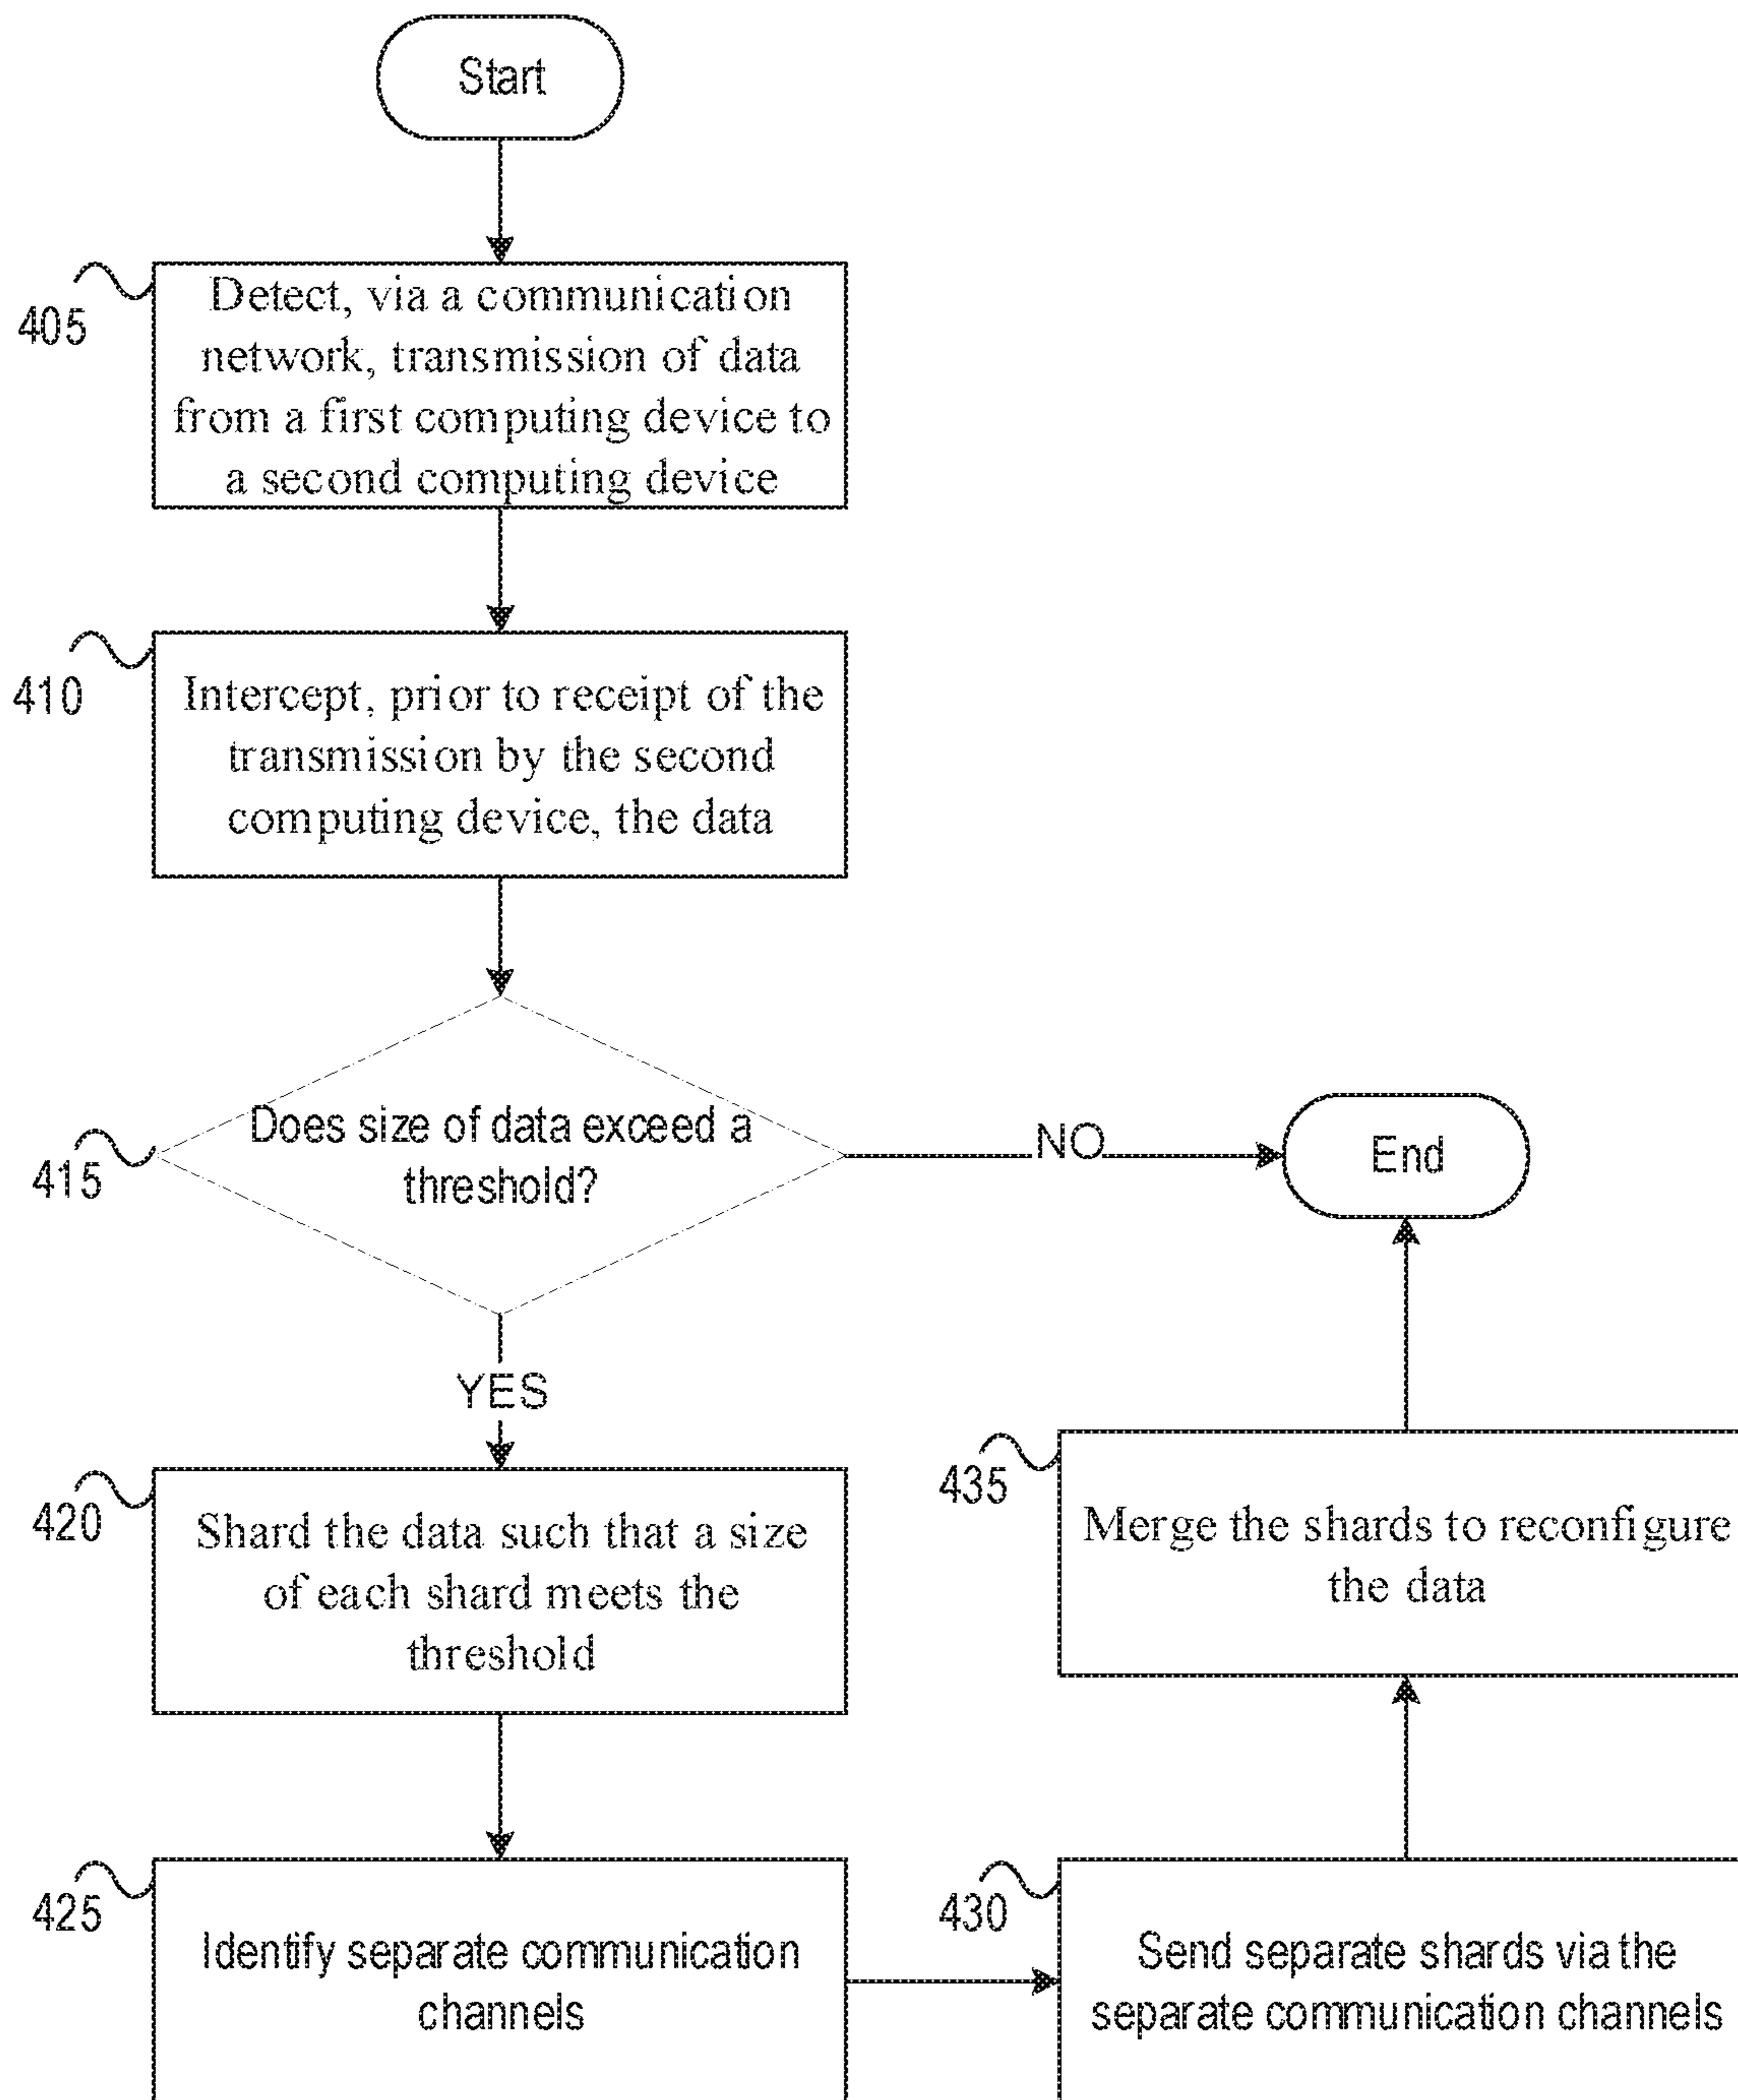 Start
405
Detect, via a communication
network, transmission of data
from a first computing device to
a second computing device
410
Intercept, prior to receipt of the
transmission by the second
computing device, the data
415
Does size of data exceed a
threshold?
NO
End
YES
420
Shard the data such that a size
of each shard meets the
threshold
425
Identify separate communication
channels
430
Send separate shards via the
separate communication channels
435
Merge the shards to reconfigure
the data